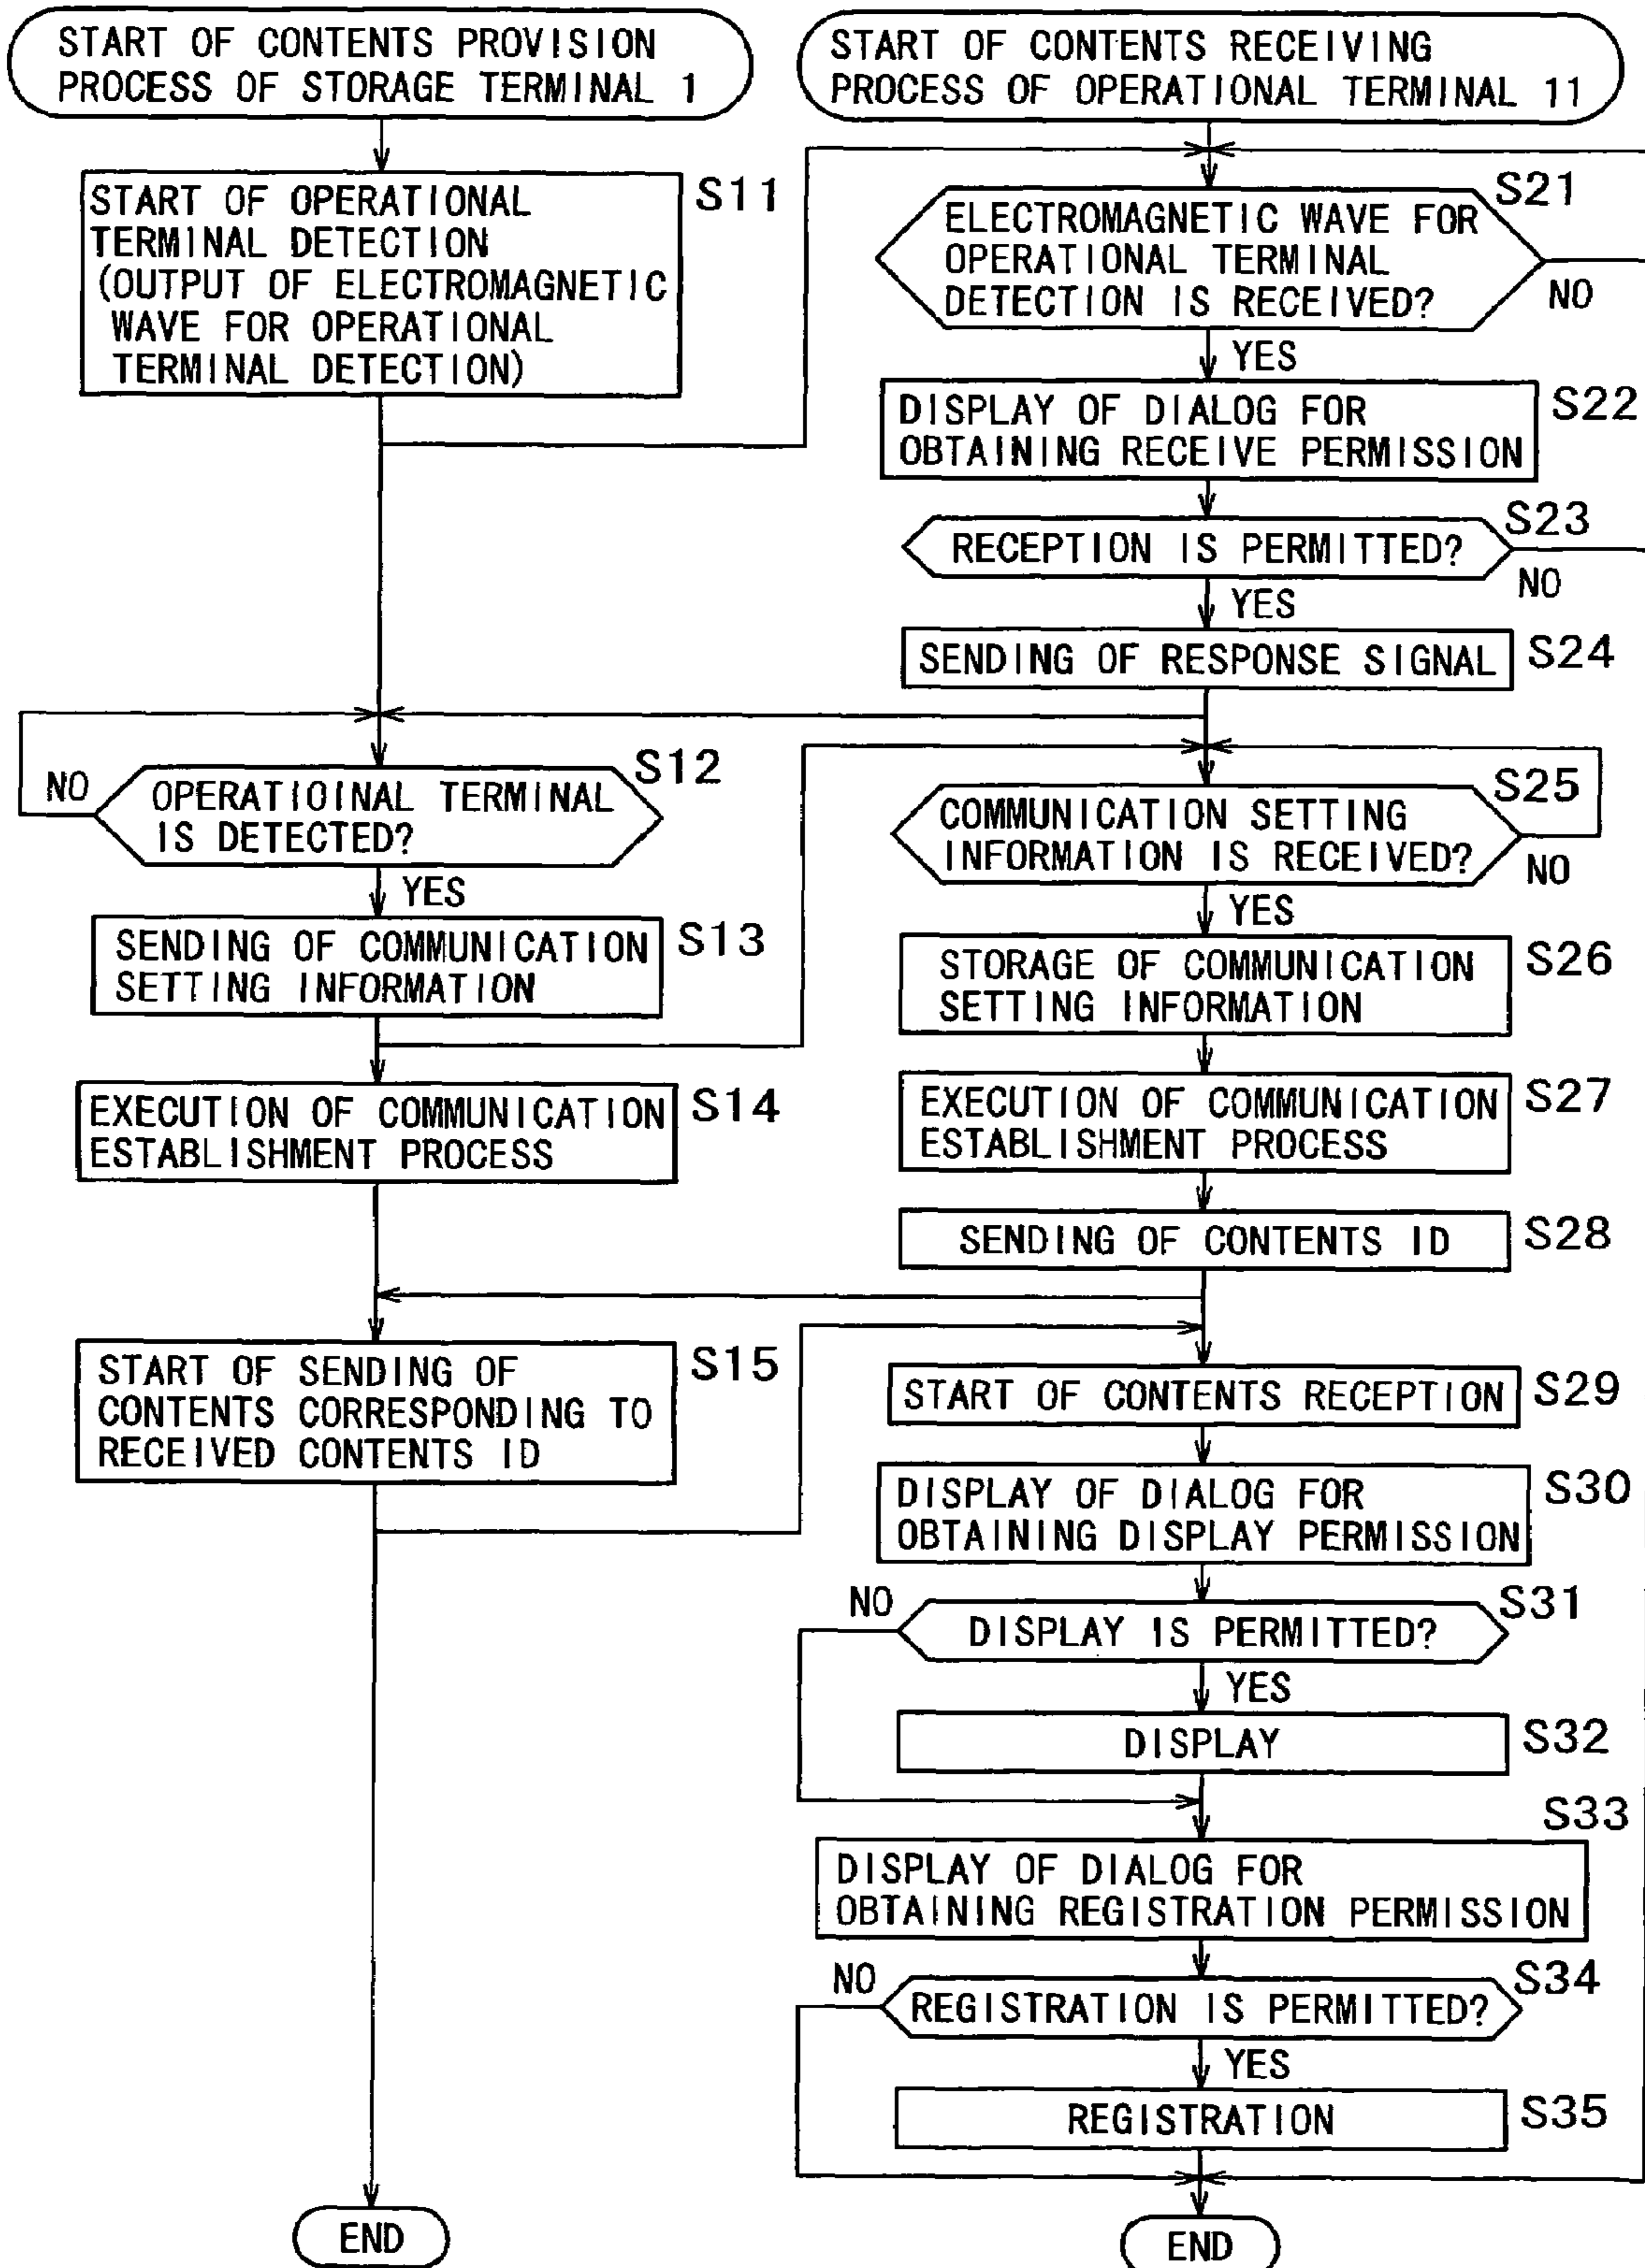 START OF CONTENTS PROVISION
PROCESS OF STORAGE TERMINAL 1
START OF OPERATIONAL
TERMINAL DETECTION
(OUTPUT OF ELECTROMAGNETIC
WAVE FOR OPERATIONAL
TERMINAL DETECTION)
S11
NO
OPERATIOINAL TERMINAL
IS DETECTED?
S12
YES
SENDING OF COMMUNICATION
SETTING INFORMATION
S13
EXECUTION OF COMMUNICATION
ESTABLISHMENT PROCESS
S14
START OF SENDING OF
CONTENTS CORRESPONDING TO
RECEIVED CONTENTS ID
S15
END
START OF CONTENTS RECEIVING
PROCESS OF OPERATIONAL TERMINAL 11
S21
ELECTROMAGNETIC WAVE FOR
OPERATIONAL TERMINAL
DETECTION IS RECEIVED?
NO
YES
DISPLAY OF DIALOG FOR
OBTAINING RECEIVE PERMISSION
S22
S23
RECEPTION IS PERMITTED?
NO
YES
SENDING OF RESPONSE SIGNAL
S24
S25
COMMUNICATION SETTING
INFORMATION IS RECEIVED?
NO
YES
STORAGE OF COMMUNICATION
SETTING INFORMATION
S26
EXECUTION OF COMMUNICATION
ESTABLISHMENT PROCESS
S27
SENDING OF CONTENTS ID
S28
START OF CONTENTS RECEPTION
S29
DISPLAY OF DIALOG FOR
OBTAINING DISPLAY PERMISSION
S30
NO
DISPLAY IS PERMITTED?
S31
YES
DISPLAY
S32
S33
DISPLAY OF DIALOG FOR
OBTAINING REGISTRATION PERMISSION
NO
REGISTRATION IS PERMITTED?
S34
YES
REGISTRATION
S35
END